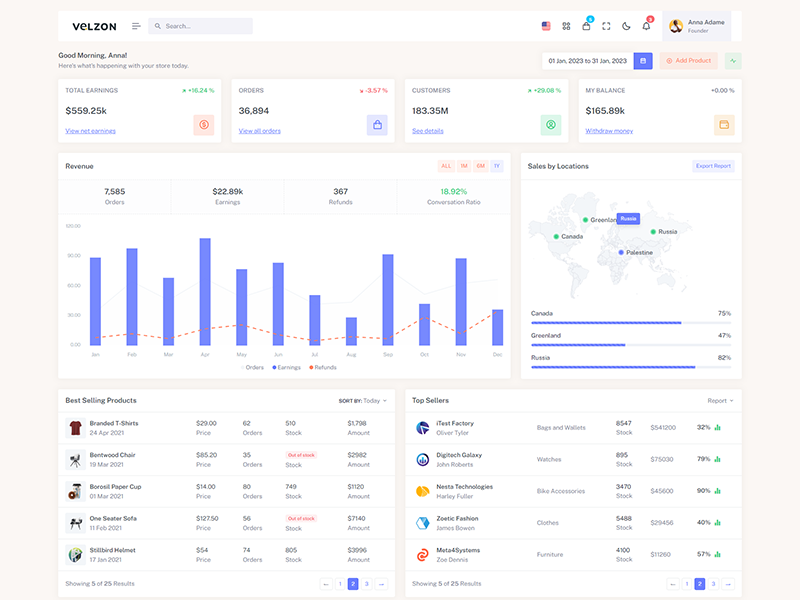 VELZON
Search...
5
3
Anna Adame
Founder
Good Morning, Anna!
Here's what's happening with your store today.
01 Jan, 2023 to 31 Jan, 2023
Add Product
TOTAL EARNINGS
+16.24 %
$559.25k
View net earnings
ORDERS
-3.57 %
36,894
View all orders
CUSTOMERS
+29.08 %
183.35M
See details
MY BALANCE
+0.00 %
$165.89k
Withdraw money
Revenue
ALL 1M 6M 1Y
7,585
Orders
$22.89k
Earnings
367
Refunds
18.92%
Conversation Ratio
120.00
90.00
60.00
30.00
0.00
Jan Feb Mar Apr May Jun Jul Aug Sep Oct Nov Dec
Orders Earnings Refunds
Sales by Locations
Export Report
Greenlan
Russia
Russia
Canada
Palestine
Canada 75%
Greenland 47%
Russia 82%
Best Selling Products
SORT BY: Today
Branded T-Shirts $29.00 62 510 $1,798
24 Apr 2021 Price Orders Stock Amount
Bentwood Chair $85.20 35 Out of stock $2982
19 Mar 2021 Price Orders Stock Amount
Borosil Paper Cup $14.00 80 749 $1120
01 Mar 2021 Price Orders Stock Amount
One Seater Sofa $127.50 56 Out of stock $7140
11 Feb 2021 Price Orders Stock Amount
Stillbird Helmet $54 74 805 $3996
17 Jan 2021 Price Orders Stock Amount
Showing 5 of 25 Results
← 1 2 3 →
Top Sellers
Report
iTest Factory
Oliver Tyler
Bags and Wallets
8547
Stock
$541200
32%
Digitech Galaxy
John Roberts
Watches
895
Stock
$75030
79%
Nesta Technologies
Harley Fuller
Bike Accessories
3470
Stock
$45600
90%
Zoetic Fashion
James Bowen
Clothes
5488
Stock
$29456
40%
Meta4Systems
Zoe Dennis
Furniture
4100
Stock
$11260
57%
Showing 5 of 25 Results
← 1 2 3 →